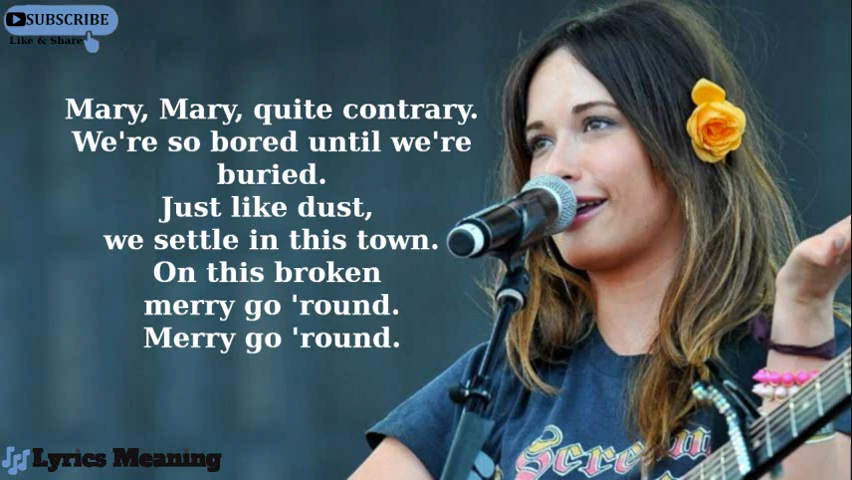 SUBSCRIBE
Like & Share
Mary, Mary, quite contrary.
We're so bored until we're
buried.
Just like dust,
we settle in this town.
On this broken
merry go 'round.
Merry go 'round.
Lyrics Meaning